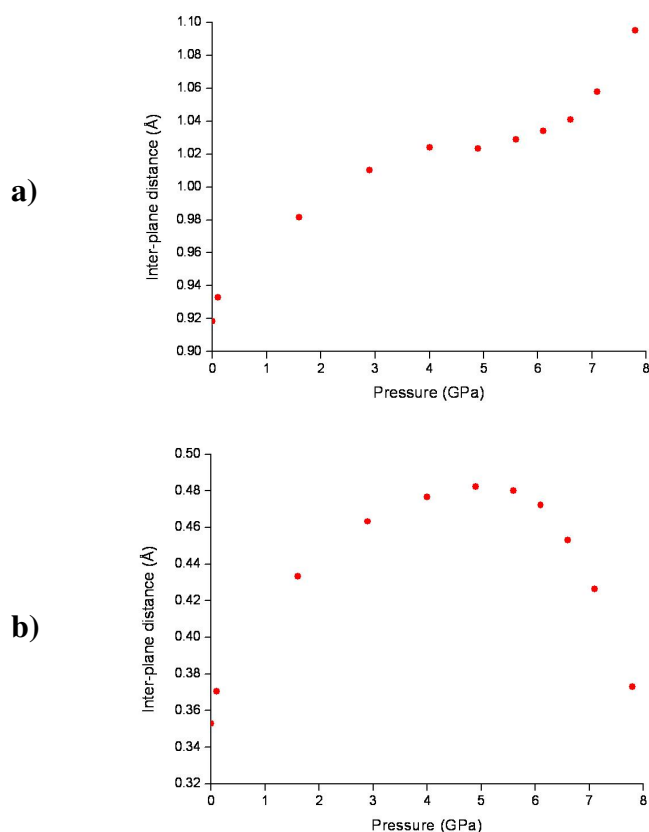 a)
Inter-plane distance (Å)
1.10
1.08
1.06
1.04
1.02
1.00
0.98
0.96
0.94
0.92
0.90
0 1 2 3 4 5 6 7 8
Pressure (GPa)
b)
Inter-plane distance (Å)
0.50
0.48
0.46
0.44
0.42
0.40
0.38
0.36
0.34
0.32
0 1 2 3 4 5 6 7 8
Pressure (GPa)